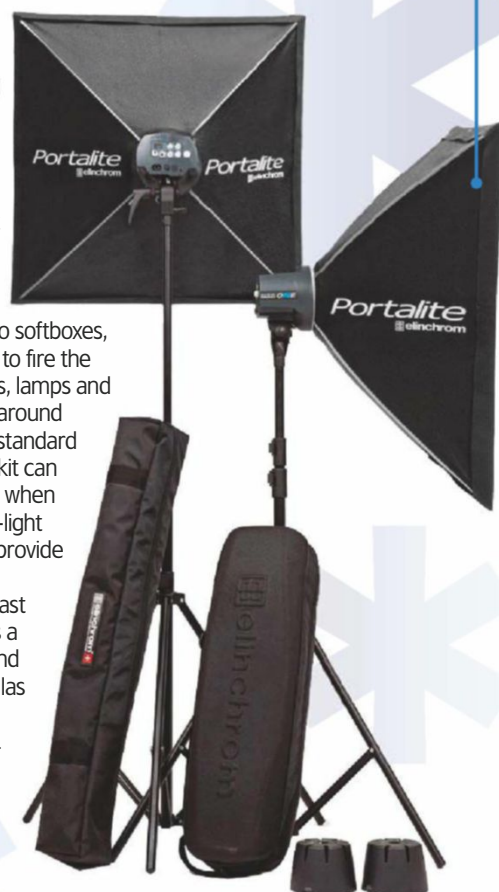 Portalite
elinchrom
Portalite
elinchrom
Portalite
elinchrom
o softboxes,
to fire the
s, lamps and
around
standard
kit can
when
-light
provide
ast
s a
nd
las
elinchrom
elinchrom